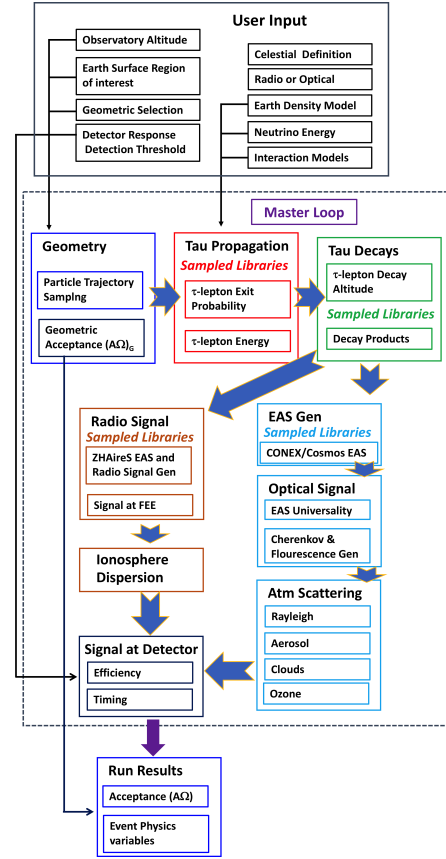 User Input
Observatory Altitude
Earth Surface Region
of interest
Geometric Selection
Detector Response
Detection Threshold
Celestial Definition
Radio or Optical
Earth Density Model
Neutrino Energy
Interaction Models
Master Loop
Geometry
Particle Trajectory
Samplng
Geometric
Acceptance (AΩ)G
Tau Propagation
Sampled Libraries
τ-lepton Exit
Probability
τ-lepton Energy
Tau Decays
τ-lepton Decay
Altitude
Sampled Libraries
Decay Products
Radio Signal
Sampled Libraries
ZHAireS EAS and
Radio Signal Gen
Signal at FEE
EAS Gen
Sampled Libraries
CONEX/Cosmos EAS
Optical Signal
EAS Universality
Cherenkov &
Flourescence Gen
Ionosphere
Dispersion
Atm Scattering
Rayleigh
Aerosol
Clouds
Ozone
Signal at Detector
Efficiency
Timing
Run Results
Acceptance (AΩ)
Event Physics
variables